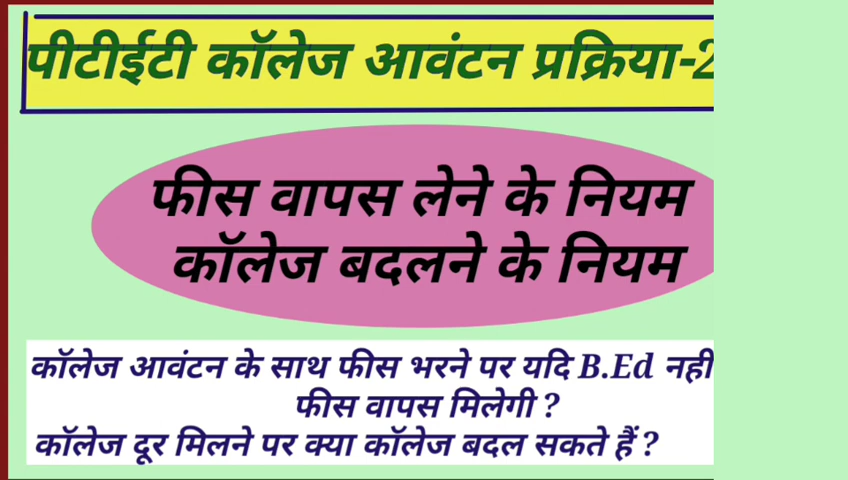 पीटीईटी कॉलेज आवंटन प्रक्रिया-2
फीस वापस लेने के नियम
कॉलेज बदलने के नियम
कॉलेज आवंटन के साथ फीस भरने पर यदि B.Ed नही
फीस वापस मिलेगी ?
कॉलेज दूर मिलने पर क्या कॉलेज बदल सकते हैं ?